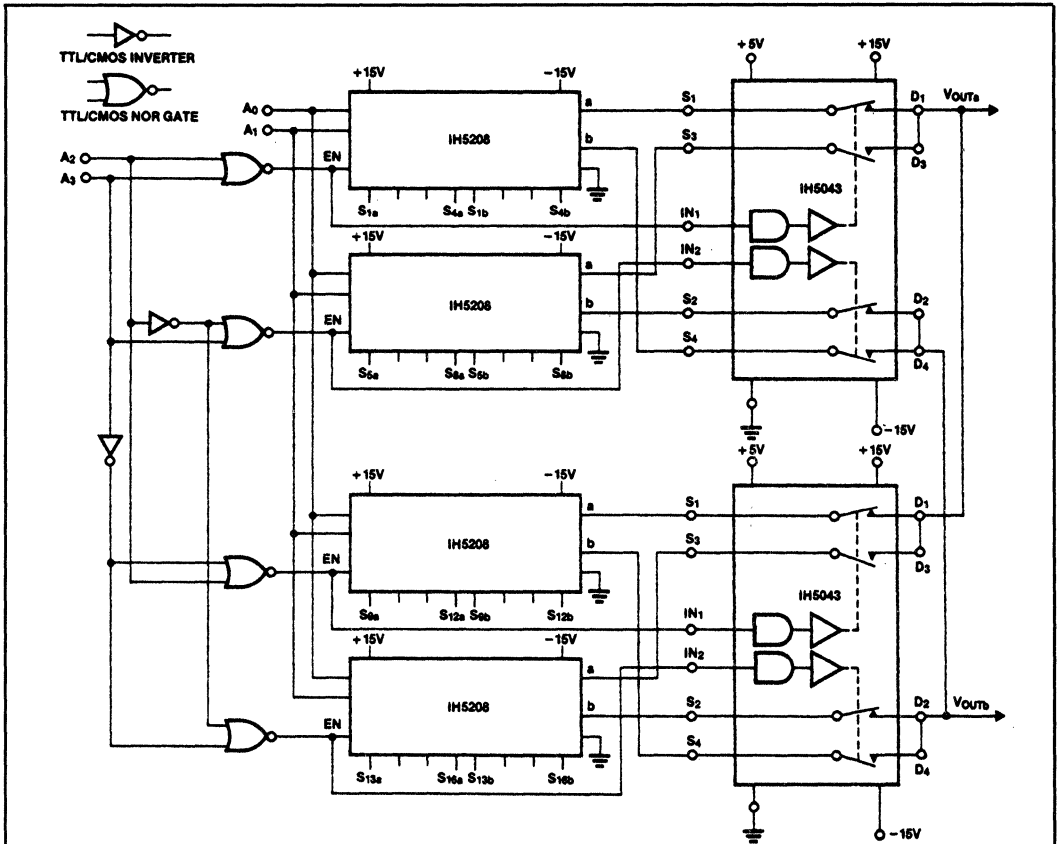 TTL/CMOS INVERTER
TTL/CMOS NOR GATE
+5V
+15V
+15V
-15V
A0
A1
IH5208
a
b
S1
S3
D1
VOUTa
D3
A2
A3
EN
S1a
S4a
S1b
S4b
IH5043
IN1
IN2
+15V
-15V
IH5208
a
b
EN
S2
S4
D2
D4
S5a
S8a
S5b
S8b
-15V
+5V
+15V
+15V
-15V
IH5208
a
b
S1
S3
D1
D3
EN
S9a
S12a
S9b
S12b
IH5043
IN1
IN2
+15V
-15V
IH5208
a
b
EN
S2
S4
D2
VOUTb
D4
S13a
S16a
S13b
S16b
-15V